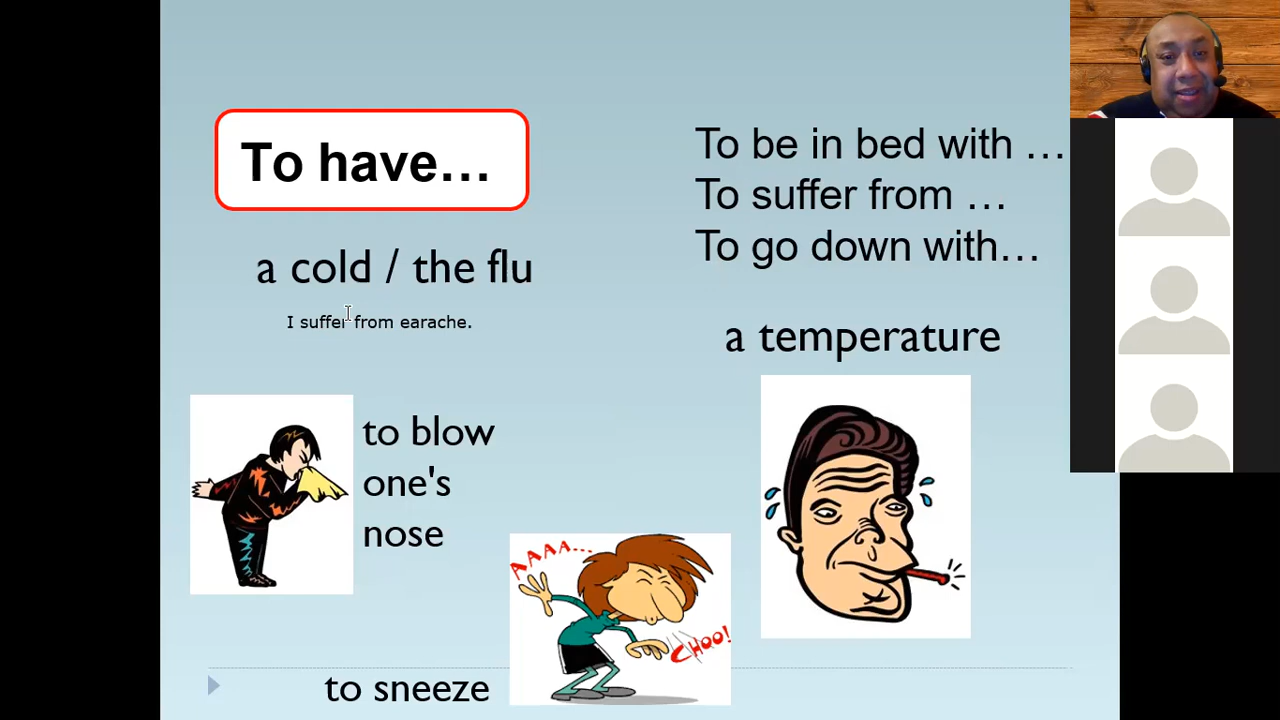 To have...
a cold / the flu
I suffer from earache.
To be in bed with ...
To suffer from ...
To go down with...
a temperature
to blow
one's
nose
AAAA...
CHOO!
to sneeze